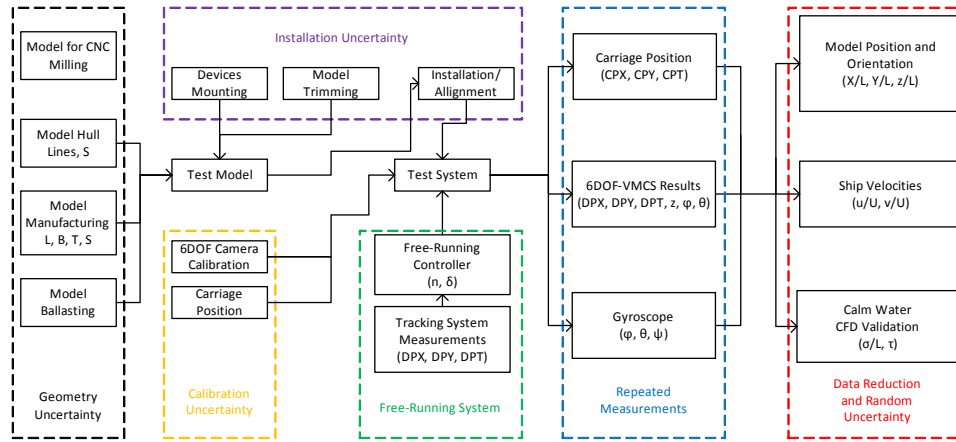 Model for CNC
Milling
Model Hull
Lines, S
Model
Manufacturing
L, B, T, S
Model
Ballasting
Geometry
Uncertainty
Installation Uncertainty
Devices
Mounting
Model
Trimming
Installation/
Allignment
Test Model
Test System
6DOF Camera
Calibration
Carriage
Position
Calibration
Uncertainty
Free-Running
Controller
(n, δ)
Tracking System
Measurements
(DPX, DPY, DPT)
Free-Running System
Carriage Position
(CPX, CPY, CPT)
6DOF-VMCS Results
(DPX, DPY, DPT, z, φ, θ)
Gyroscope
(φ, θ, ψ)
Repeated
Measurements
Model Position and
Orientation
(X/L, Y/L, z/L)
Ship Velocities
(u/U, v/U)
Calm Water
CFD Validation
(σ/L, τ)
Data Reduction
and Random
Uncertainty